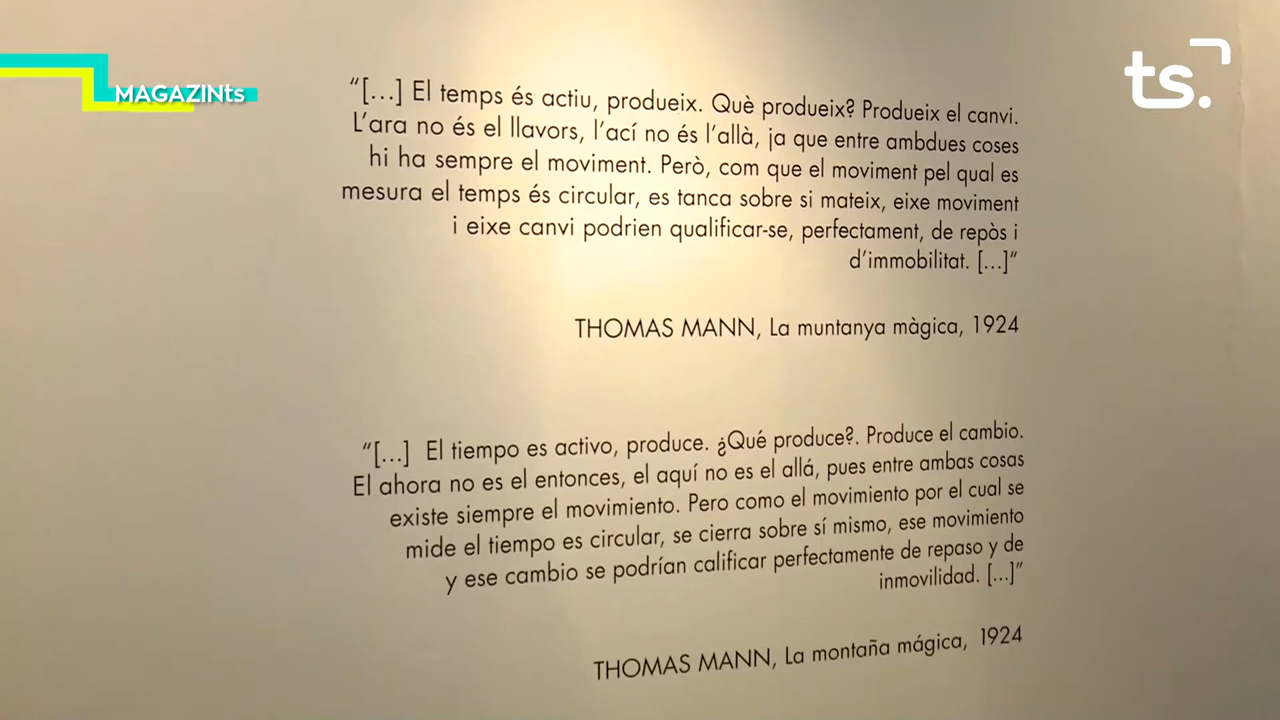 MAGAZINts
ts.
“[...] El temps és actiu, produeix. Què produeix? Produeix el canvi.
L’ara no és el llavors, l’ací no és l’allà, ja que entre ambdues coses
hi ha sempre el moviment. Però, com que el moviment pel qual es
mesura el temps és circular, es tanca sobre si mateix, eixe moviment
i eixe canvi podrien qualificar-se, perfectament, de repòs i
d’immobilitat. [...]“
THOMAS MANN, La muntanya màgica, 1924
“[...] El tiempo es activo, produce. ¿Qué produce?. Produce el cambio.
El ahora no es el entonces, el aquí no es el allá, pues entre ambas cosas
existe siempre el movimiento. Pero como el movimiento por el cual se
mide el tiempo es circular, se cierra sobre sí mismo, ese movimiento
y ese cambio se podrían calificar perfectamente de repaso y de
inmovilidad. [...]”
THOMAS MANN, La montaña mágica, 1924